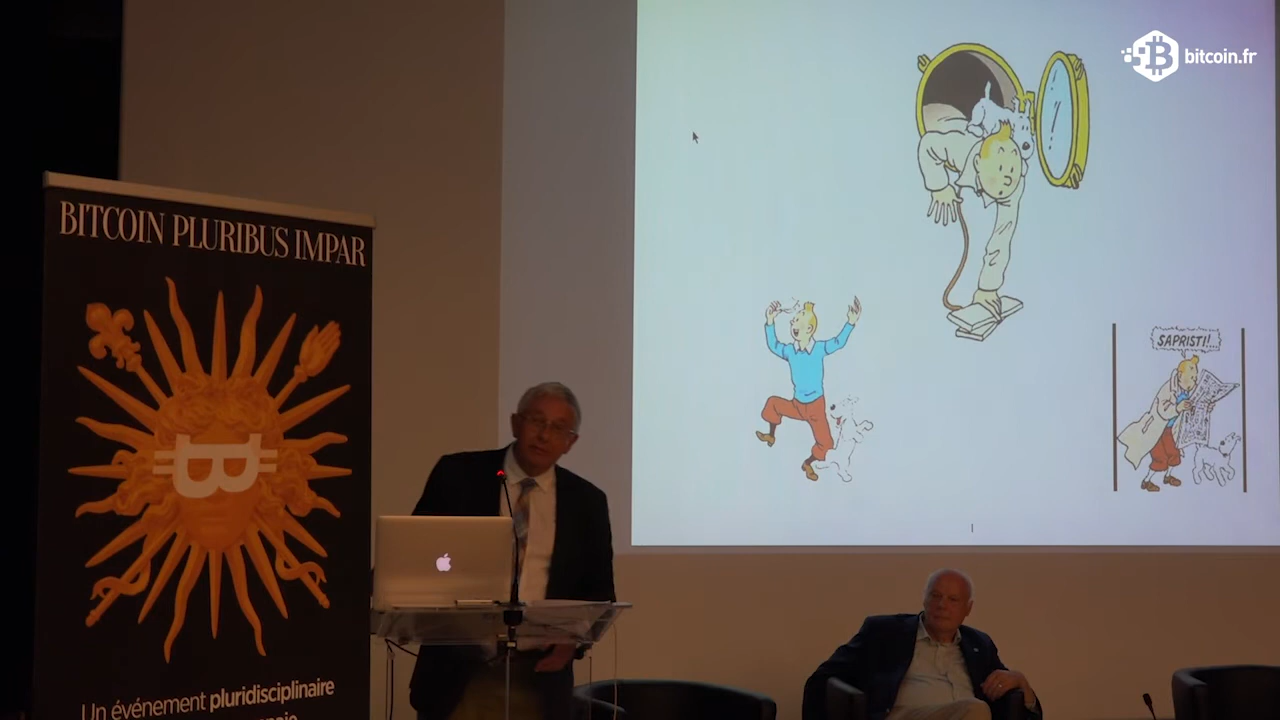 bitcoin.fr
BITCOIN PLURIBUS IMPAR
SAPRISTI!..
Un événement pluridisciplinaire